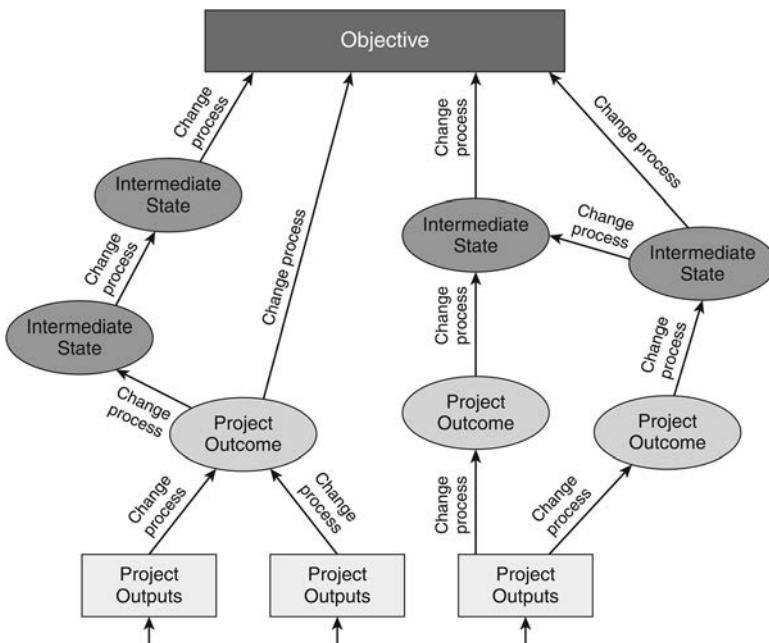 Objective
Change
process
Change
process
Change process
Intermediate
State
Change process
Intermediate
State
Change
process
Intermediate
State
Change
process
Intermediate
State
Change
process
Change
process
Change
process
Project
Outcome
Project
Outcome
Project
Outcome
Change
process
Change
process
Change
process
Change
process
Project
Outputs
Project
Outputs
Project
Outputs